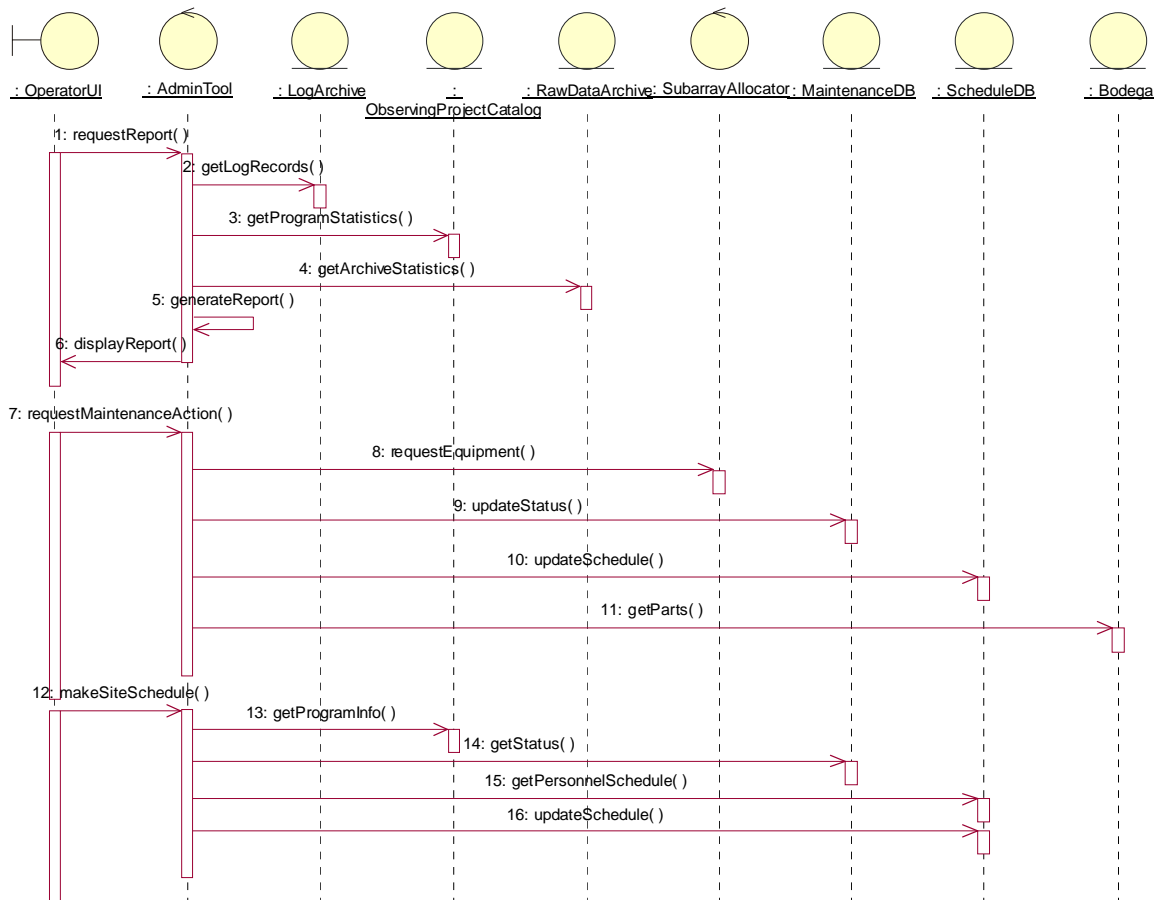 : OperatorUI
: AdminTool
: LogArchive
:
ObservingProjectCatalog
: RawDataArchive
: SubarrayAllocator
: MaintenanceDB
: ScheduleDB
: Bodega
1: requestReport( )
2: getLogRecords( )
3: getProgramStatistics( )
4: getArchiveStatistics( )
5: generateReport( )
6: displayReport( )
7: requestMaintenanceAction( )
8: requestEquipment( )
9: updateStatus( )
10: updateSchedule( )
11: getParts( )
12: makeSiteSchedule( )
13: getProgramInfo( )
14: getStatus( )
15: getPersonnelSchedule( )
16: updateSchedule( )